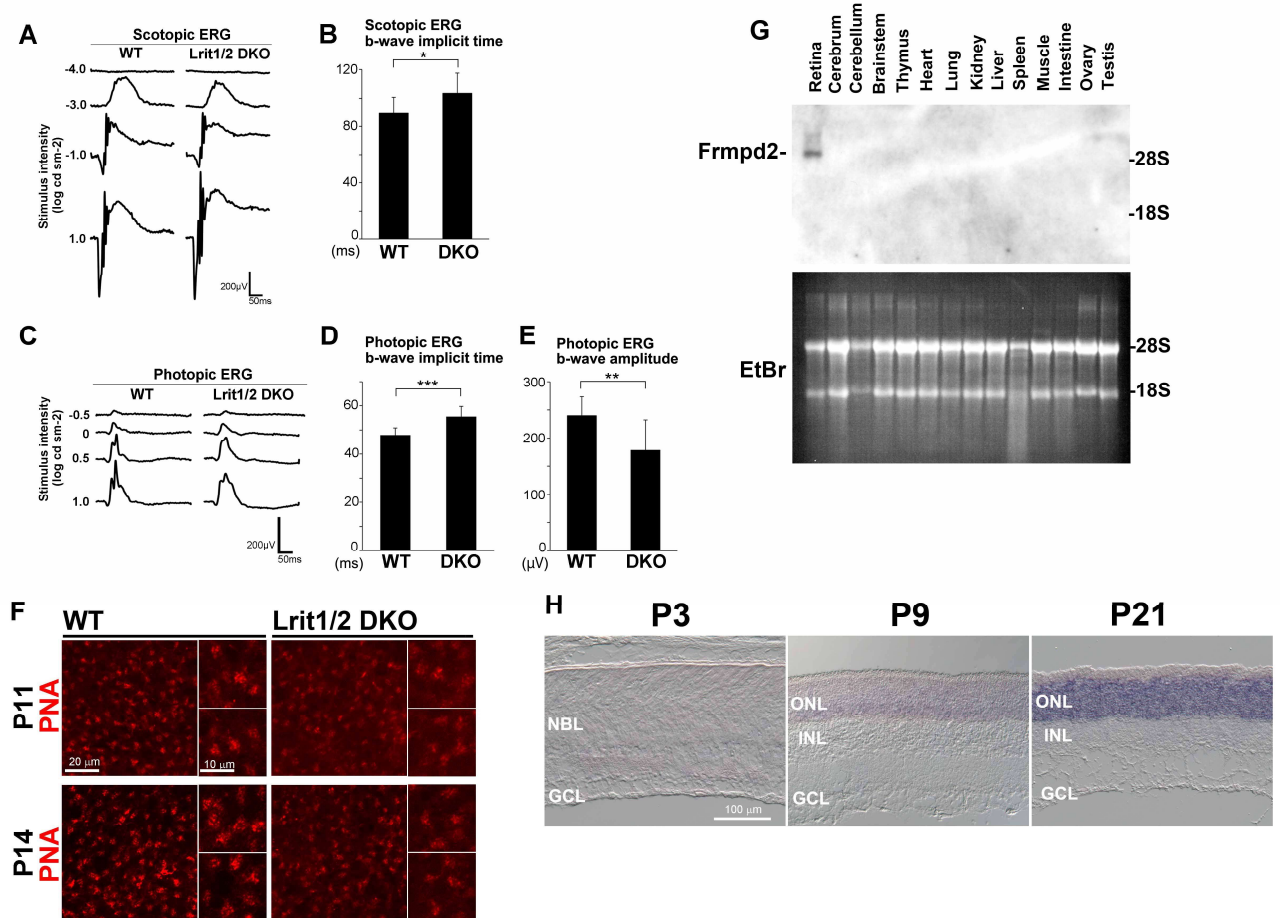 A
Scotopic ERG
WT Lrit1/2 DKO
-4.0
-3.0
-1.0
1.0
Stimulus intensity
(log cd sm-2)
200μV
50ms
B
Scotopic ERG
b-wave implicit time
*
120
80
40
0
(ms) WT DKO
C
Photopic ERG
WT Lrit1/2 DKO
-0.5
0
0.5
1.0
Stimulus intensity
(log cd sm-2)
200μV
50ms
D
Photopic ERG
b-wave implicit time
***
60
40
20
0
(ms) WT DKO
E
Photopic ERG
b-wave amplitude
**
300
200
100
0
(μV) WT DKO
F
WT Lrit1/2 DKO
P11
PNA
20 μm
10 μm
P14
PNA
G
Retina
Cerebrum
Cerebellum
Brainstem
Thymus
Heart
Lung
Kidney
Liver
Spleen
Muscle
Intestine
Ovary
Testis
Frmpd2-
-28S
-18S
EtBr
-28S
-18S
H
P3 P9 P21
NBL
GCL
100 μm
ONL
INL
GCL
ONL
INL
GCL